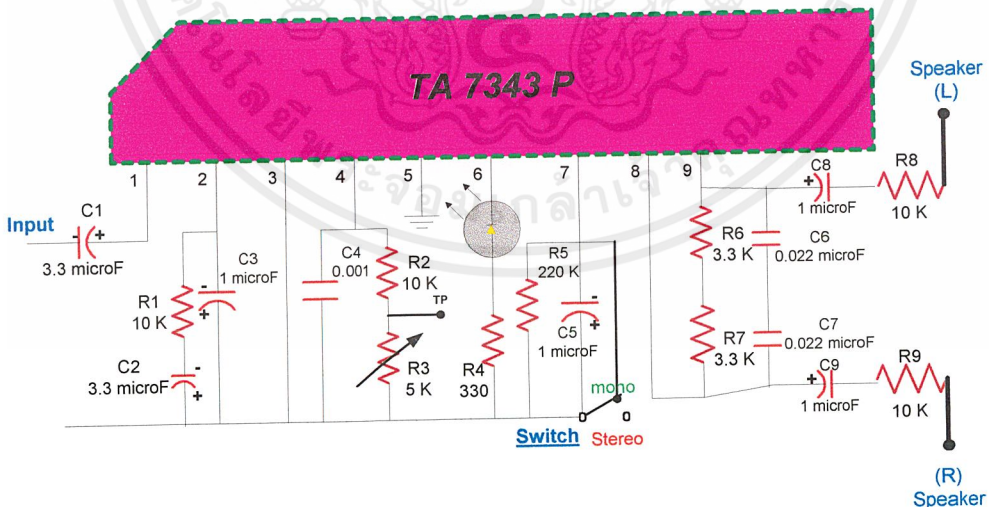 TA 7343 P
Speaker
(L)
1
2
3
4
5
6
7
8
9
Input
C1
3.3 microF
C3
1 microF
R1
10 K
C2
3.3 microF
C4
0.001
R2
10 K
TP
R3
5 K
R4
330
R5
220 K
C5
1 microF
mono
Switch
Stereo
C8
1 microF
R8
10 K
R6
3.3 K
C6
0.022 microF
R7
3.3 K
C7
0.022 microF
C9
1 microF
R9
10 K
(R)
Speaker